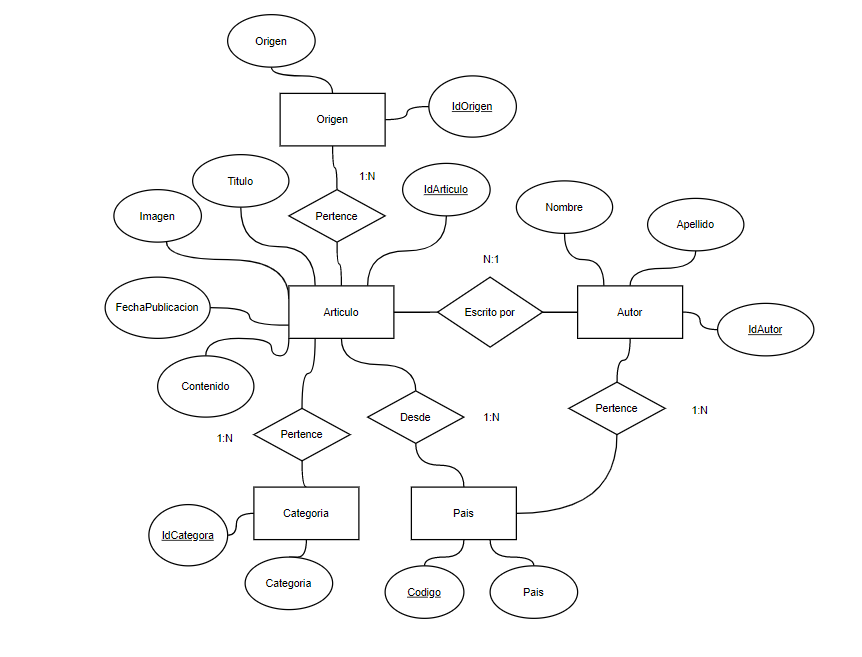 Origen
Origen
IdOrigen
1:N
Titulo
IdArticulo
Imagen
Pertence
Nombre
Apellido
N:1
FechaPublicacion
Articulo
Escrito por
Autor
IdAutor
Contenido
1:N
Pertence
Desde
1:N
Pertence
1:N
IdCategora
Categoria
Pais
Categoria
Codigo
Pais